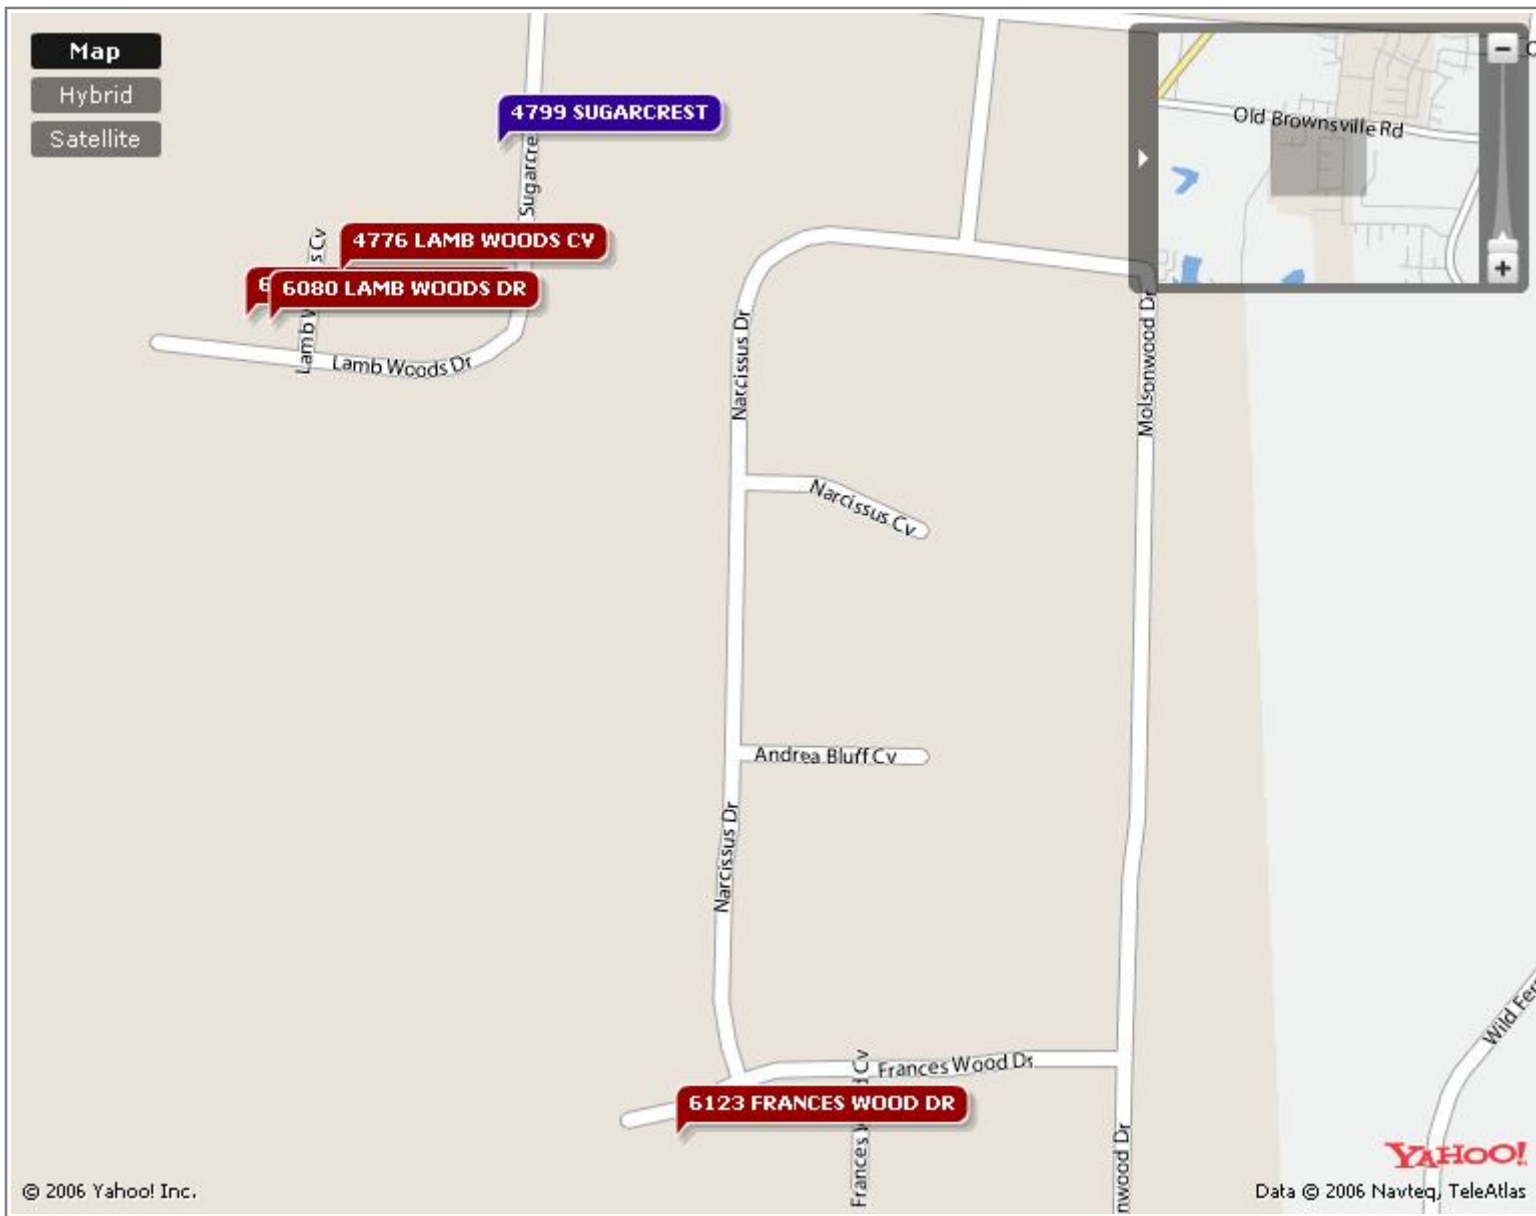 Map
Hybrid
Satellite
4799 SUGARCREST
Old Brownsville Rd
4776 LAMB WOODS CV
6080 LAMB WOODS DR
Lamb Woods Dr
Narcissus Dr
Molsonwood Dr
Narcissus Cv
Andrea Bluff Cv
Narcissus Dr
Frances Wood Dr
6123 FRANCES WOOD DR
YAHOO!
© 2006 Yahoo! Inc.
Data © 2006 Navteq, TeleAtlas